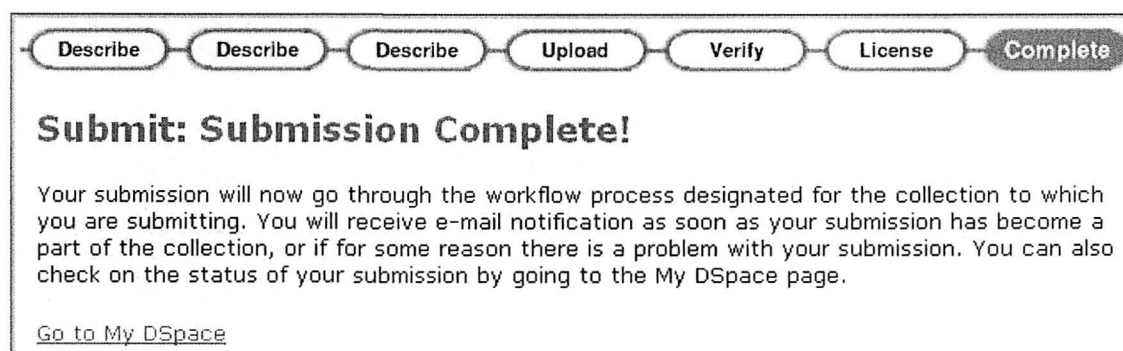 Describe Describe Describe Upload Verify License Complete
Submit: Submission Complete!
Your submission will now go through the workflow process designated for the collection to which
you are submitting. You will receive e-mail notification as soon as your submission has become a
part of the collection, or if for some reason there is a problem with your submission. You can also
check on the status of your submission by going to the My DSpace page.
Go to My DSpace